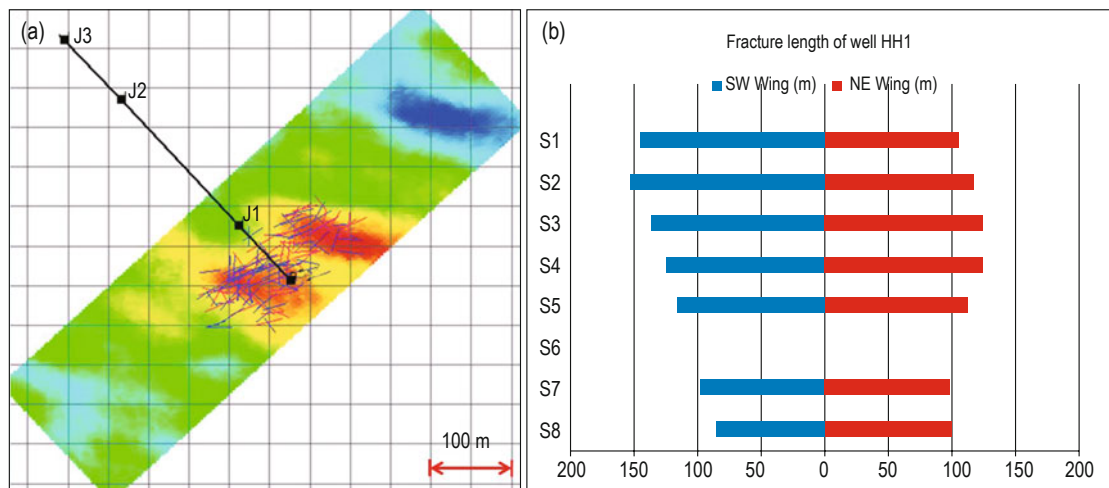 (a)
J3
J2
J1
100 m
(b)
Fracture length of well HH1
SW Wing (m) NE Wing (m)
S1
S2
S3
S4
S5
S6
S7
S8
200 150 100 50 0 50 100 150 200